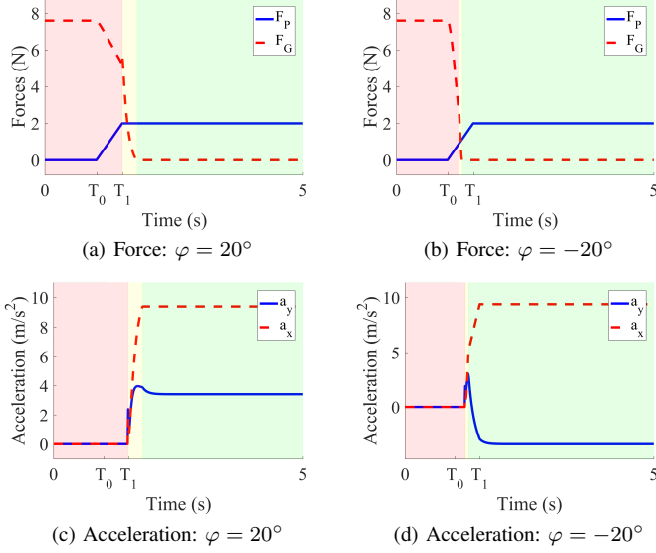 8
6
4
2
0
Forces (N)
F_P
F_G
0
T_0
T_1
5
Time (s)
(a) Force: φ = 20°
8
6
4
2
0
Forces (N)
F_P
F_G
0
T_0
T_1
5
Time (s)
(b) Force: φ = −20°
10
8
6
4
2
0
Acceleration (m/s²)
a_y
a_x
0
T_0
T_1
5
Time (s)
(c) Acceleration: φ = 20°
10
5
0
Acceleration (m/s²)
a_y
a_x
0
T_0
T_1
5
Time (s)
(d) Acceleration: φ = −20°